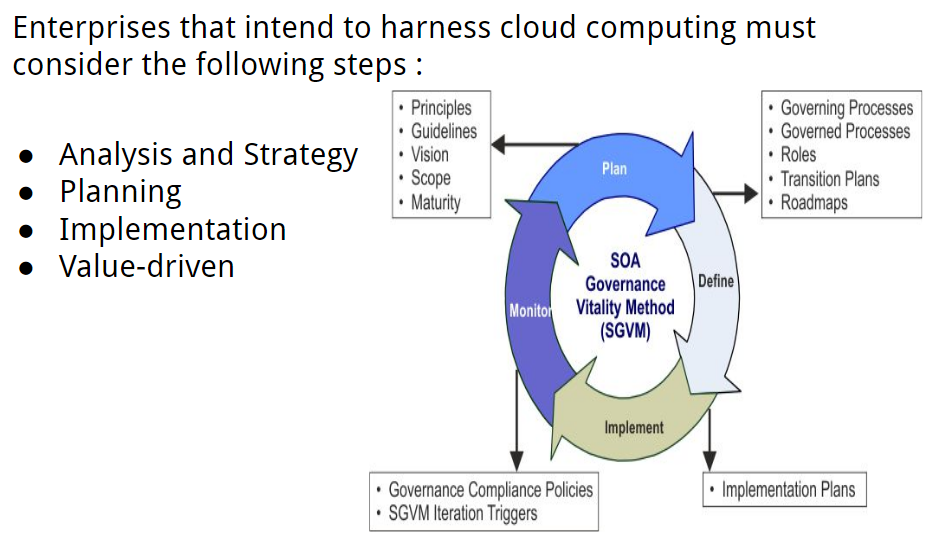 Enterprises that intend to harness cloud computing must
consider the following steps :
● Analysis and Strategy
● Planning
● Implementation
● Value-driven
• Principles
• Guidelines
• Vision
• Scope
• Maturity
Plan
• Governing Processes
• Governed Processes
• Roles
• Transition Plans
• Roadmaps
SOA
Governance
Vitality Method
(SGVM)
Define
Monitor
Implement
• Governance Compliance Policies
• SGVM Iteration Triggers
• Implementation Plans